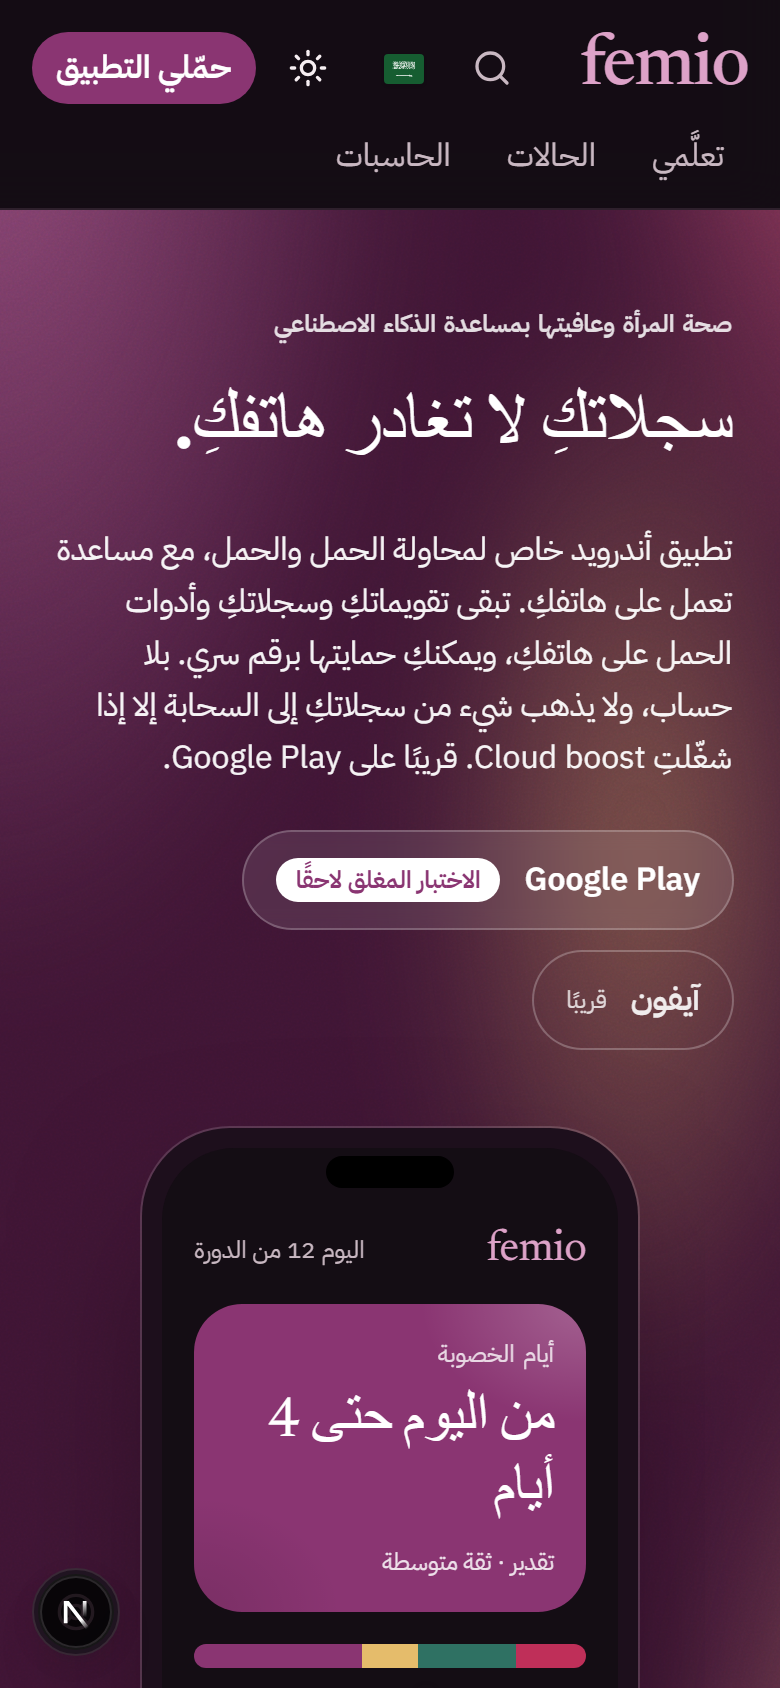 femio
حمّلي التطبيق
تعلَّمي
الحالات
الحاسبات
صحة المرأة وعافيتها بمساعدة الذكاء الاصطناعي
سجلاتكِ لا تغادر هاتفكِ.
تطبيق أندرويد خاص لمحاولة الحمل والحمل، مع مساعدة
تعمل على هاتفكِ. تبقى تقويماتكِ وسجلاتكِ وأدوات
الحمل على هاتفكِ، ويمكنكِ حمايتها برقم سري. بلا
حساب، ولا يذهب شيء من سجلاتكِ إلى السحابة إلا إذا
شغّلتِ Cloud boost. قريبًا على Google Play.
Google Play الاختبار المغلق لاحقًا
آيفون قريبًا
femio
اليوم 12 من الدورة
أيام الخصوبة
من اليوم حتى 4
أيام
تقدير · ثقة متوسطة
N